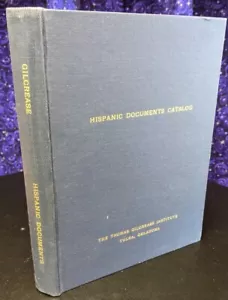 GILCREASE
HISPANIC DOCUMENTS
HISPANIC DOCUMENTS CATALOG
THE THOMAS GILCREASE INSTITUTE
TULSA, OKLAHOMA